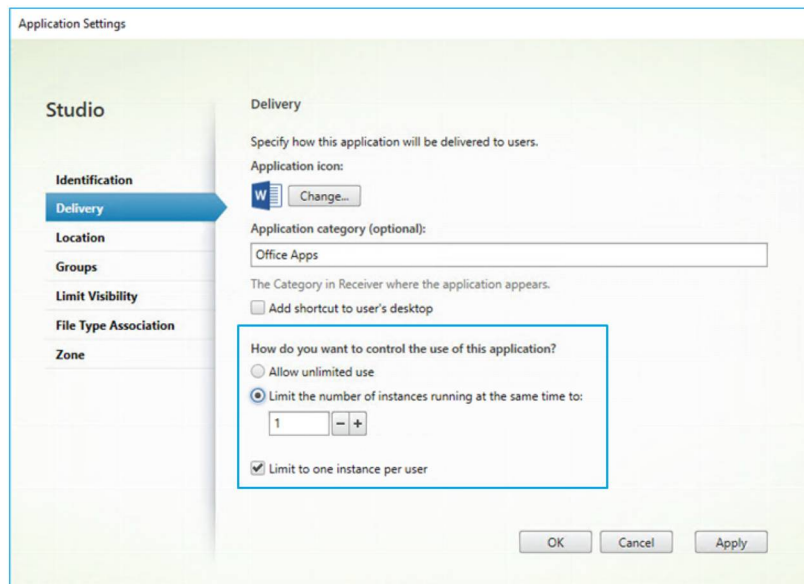 Application Settings
Studio
Identification
Delivery
Location
Groups
Limit Visibility
File Type Association
Zone
Delivery
Specify how this application will be delivered to users.
Application icon:
W
Change...
Application category (optional):
Office Apps
The Category in Receiver where the application appears.
Add shortcut to user's desktop
How do you want to control the use of this application?
Allow unlimited use
Limit the number of instances running at the same time to:
1
− +
Limit to one instance per user
OK Cancel Apply